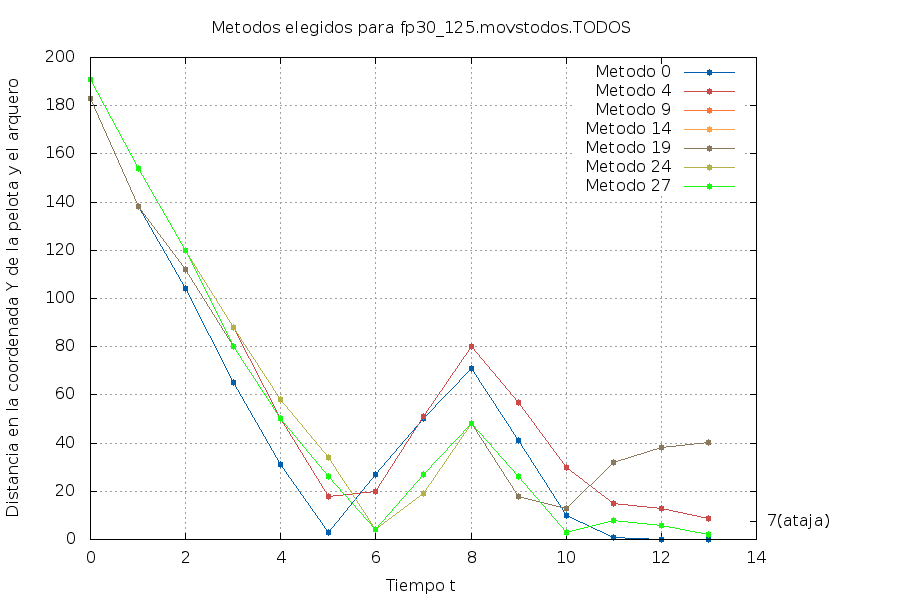 Metodos elegidos para fp30_125.movstodos.TODOS
Distancia en la coordenada Y de la pelota y el arquero
200
180
160
140
120
100
80
60
40
20
0
Metodo 0
Metodo 4
Metodo 9
Metodo 14
Metodo 19
Metodo 24
Metodo 27
7(ataja)
0 2 4 6 8 10 12 14
Tiempo t